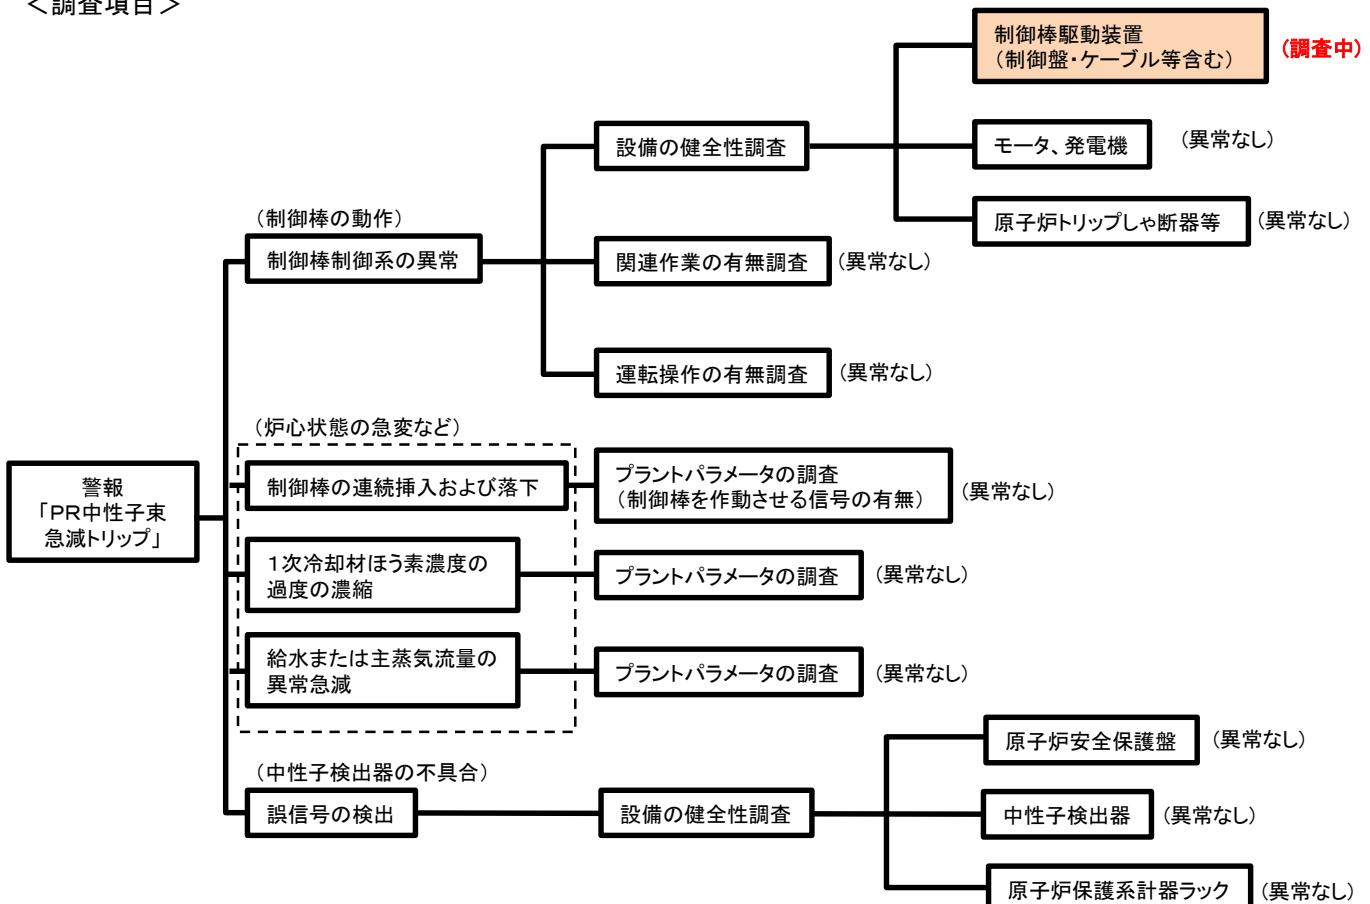 ＜調査項目＞
制御棒駆動装置
（制御盤・ケーブル等含む）
（調査中）
設備の健全性調査
モータ、発電機
（異常なし）
原子炉トリップしゃ断器等
（異常なし）
（制御棒の動作）
制御棒制御系の異常
関連作業の有無調査
（異常なし）
運転操作の有無調査
（異常なし）
（炉心状態の急変など）
警報
「ＰＲ中性子束
急減トリップ」
制御棒の連続挿入および落下
プラントパラメータの調査
（制御棒を作動させる信号の有無）
（異常なし）
１次冷却材ほう素濃度の
過度の濃縮
プラントパラメータの調査
（異常なし）
給水または主蒸気流量の
異常急減
プラントパラメータの調査
（異常なし）
（中性子検出器の不具合）
誤信号の検出
設備の健全性調査
原子炉安全保護盤
（異常なし）
中性子検出器
（異常なし）
原子炉保護系計器ラック
（異常なし）